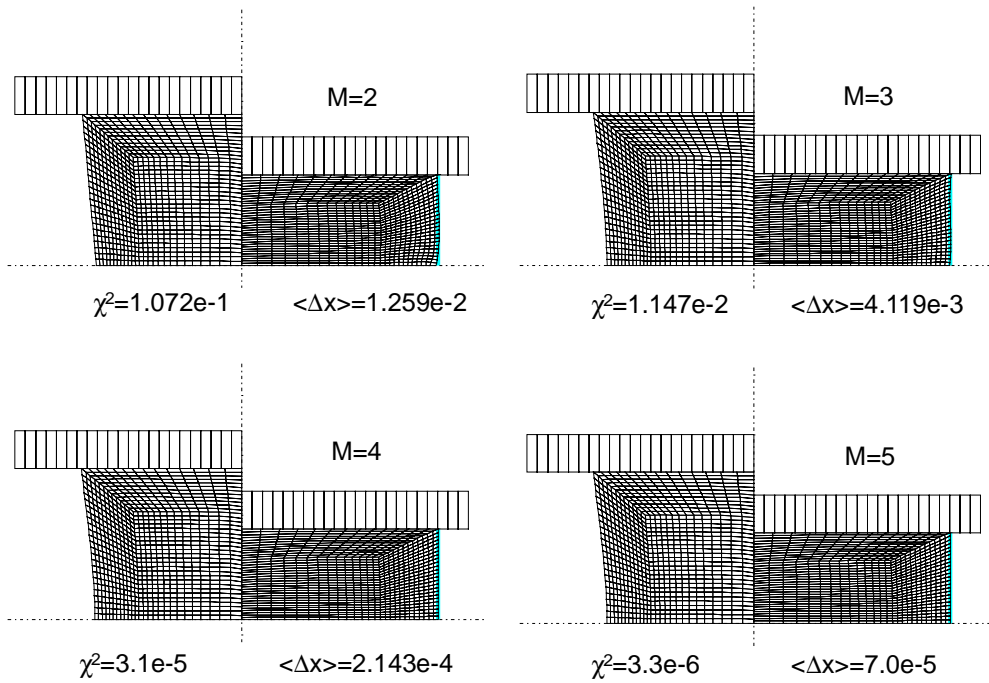 M=2
χ²=1.072e-1 <Δx>=1.259e-2
M=3
χ²=1.147e-2 <Δx>=4.119e-3
M=4
χ²=3.1e-5 <Δx>=2.143e-4
M=5
χ²=3.3e-6 <Δx>=7.0e-5